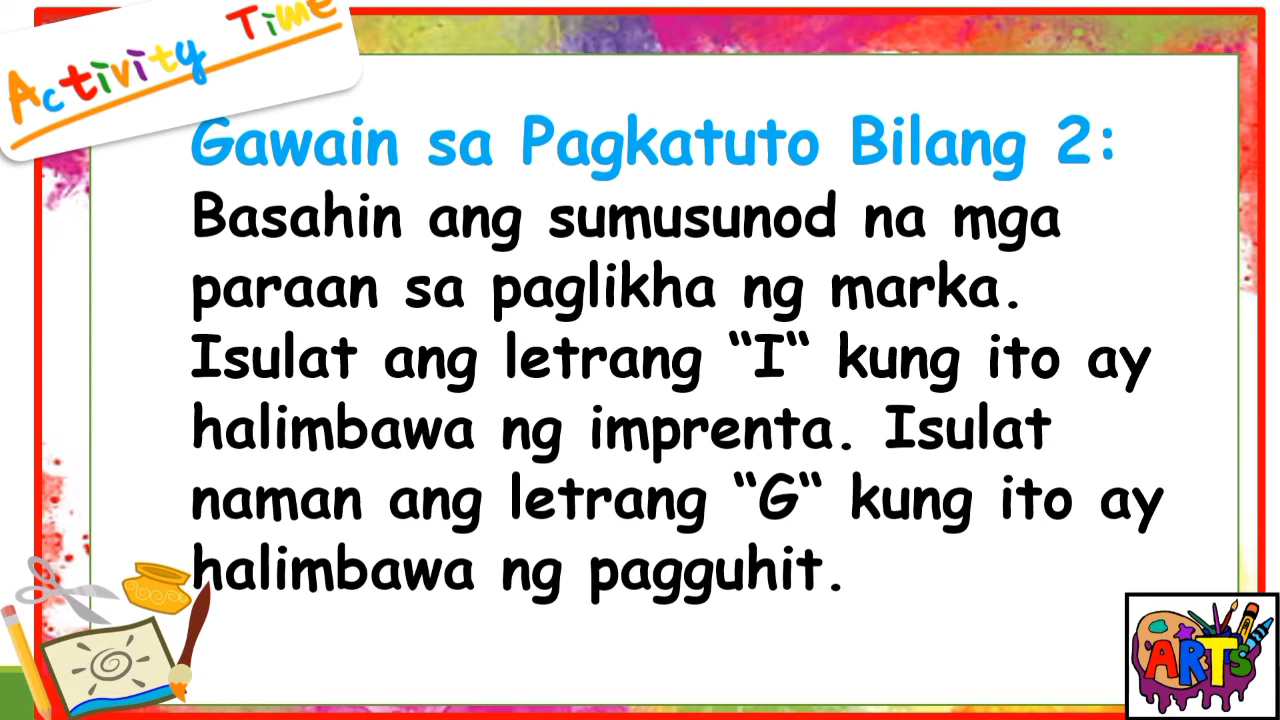 Activity Time
Gawain sa Pagkatuto Bilang 2:
Basahin ang sumusunod na mga
paraan sa paglikha ng marka.
Isulat ang letrang “I“ kung ito ay
halimbawa ng imprenta. Isulat
naman ang letrang “G“ kung ito ay
halimbawa ng pagguhit.
ARTS